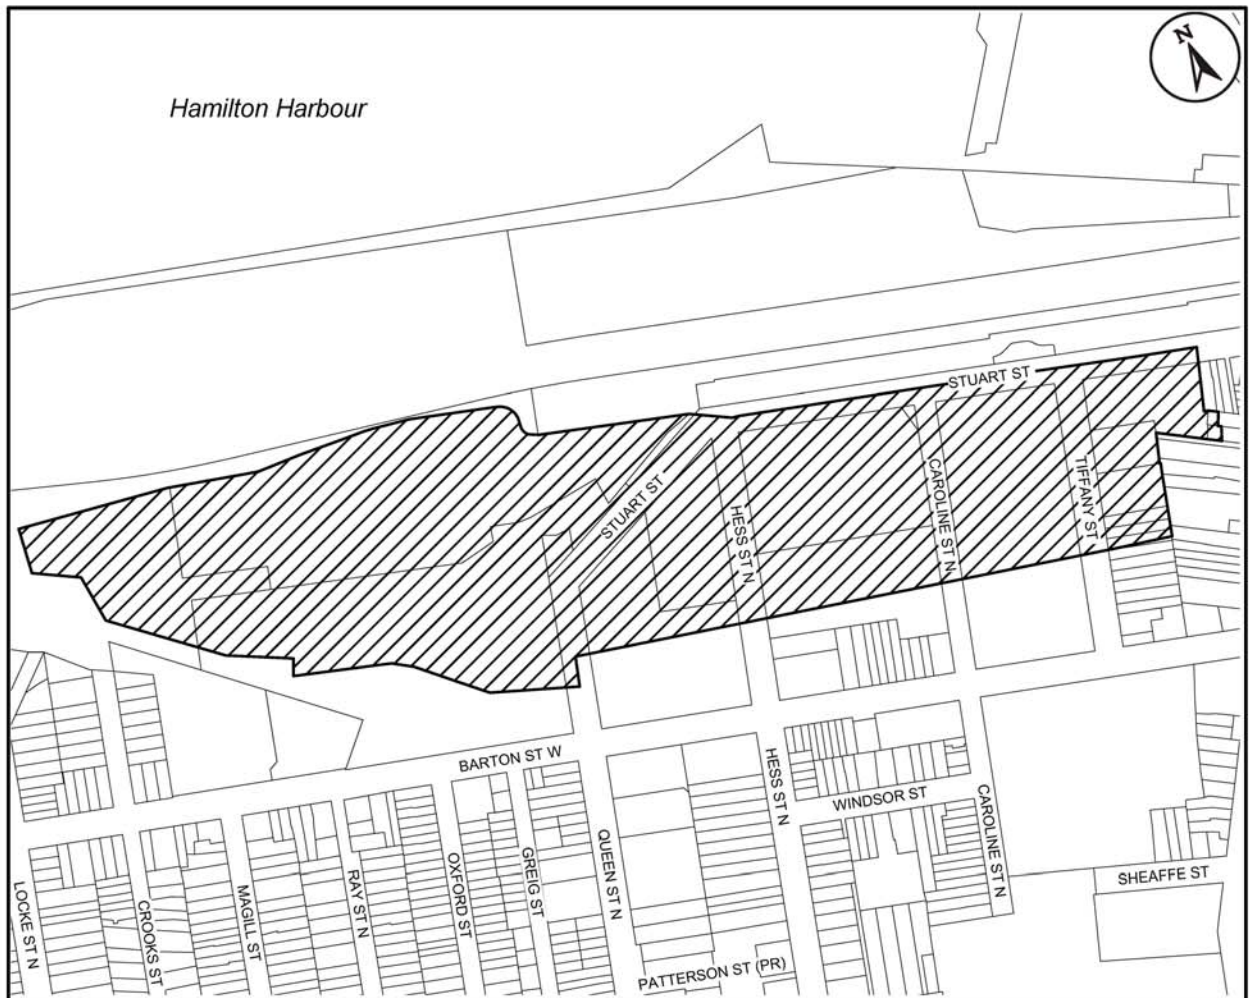 N
Hamilton Harbour
STUART ST
STUART ST
HESS ST N
CAROLINE ST N
TIFFANY ST
BARTON ST W
HESS ST N
WINDSOR ST
CAROLINE ST N
SHEAFFE ST
LOCKE ST N
CROOKS ST
MAGILL ST
RAY ST N
OXFORD ST
GREIG ST
QUEEN ST N
PATTERSON ST (PR)